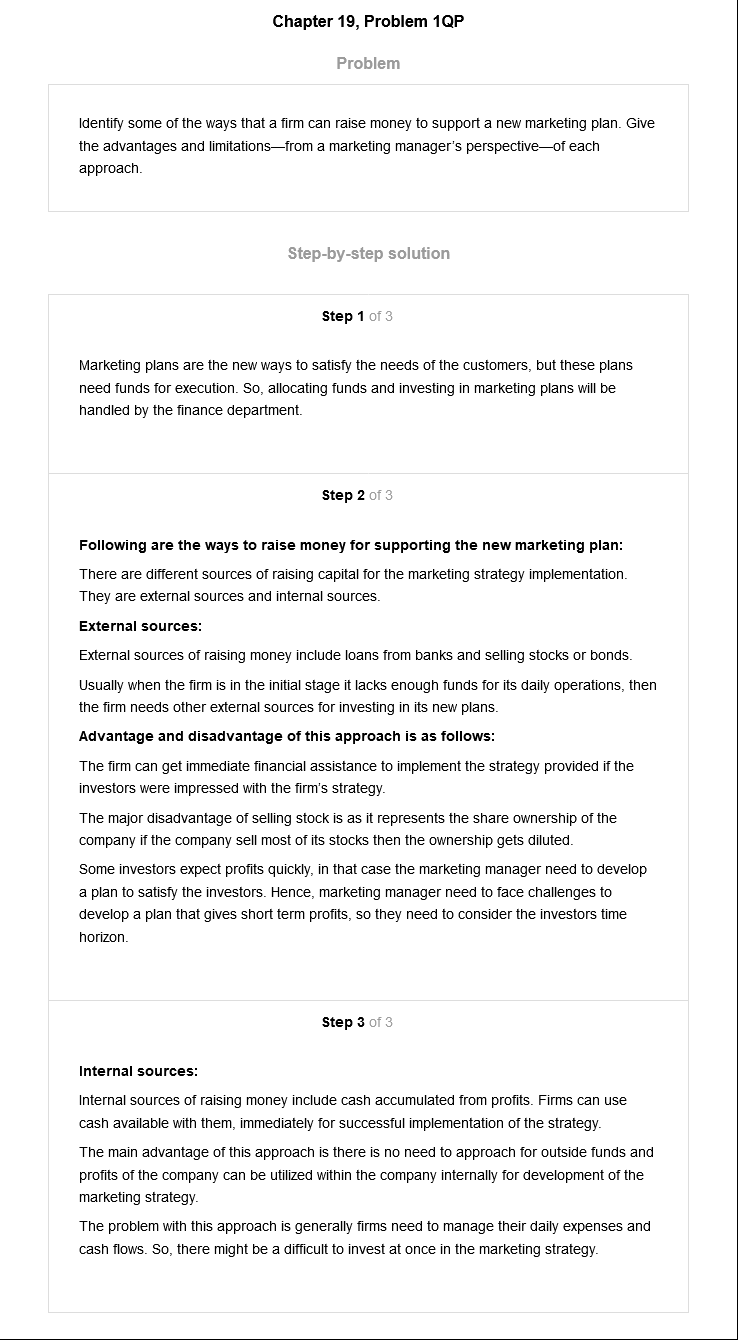 Chapter 19, Problem 1QP
Problem
Identify some of the ways that a firm can raise money to support a new marketing plan. Give
the advantages and limitations—from a marketing manager's perspective—of each
approach.
Step-by-step solution
Step 1 of 3
Marketing plans are the new ways to satisfy the needs of the customers, but these plans
need funds for execution. So, allocating funds and investing in marketing plans will be
handled by the finance department.
Step 2 of 3
Following are the ways to raise money for supporting the new marketing plan:
There are different sources of raising capital for the marketing strategy implementation.
They are external sources and internal sources.
External sources:
External sources of raising money include loans from banks and selling stocks or bonds.
Usually when the firm is in the initial stage it lacks enough funds for its daily operations, then
the firm needs other external sources for investing in its new plans.
Advantage and disadvantage of this approach is as follows:
The firm can get immediate financial assistance to implement the strategy provided if the
investors were impressed with the firm's strategy.
The major disadvantage of selling stock is as it represents the share ownership of the
company if the company sell most of its stocks then the ownership gets diluted.
Some investors expect profits quickly, in that case the marketing manager need to develop
a plan to satisfy the investors. Hence, marketing manager need to face challenges to
develop a plan that gives short term profits, so they need to consider the investors time
horizon.
Step 3 of 3
Internal sources:
Internal sources of raising money include cash accumulated from profits. Firms can use
cash available with them, immediately for successful implementation of the strategy.
The main advantage of this approach is there is no need to approach for outside funds and
profits of the company can be utilized within the company internally for development of the
marketing strategy.
The problem with this approach is generally firms need to manage their daily expenses and
cash flows. So, there might be a difficult to invest at once in the marketing strategy.